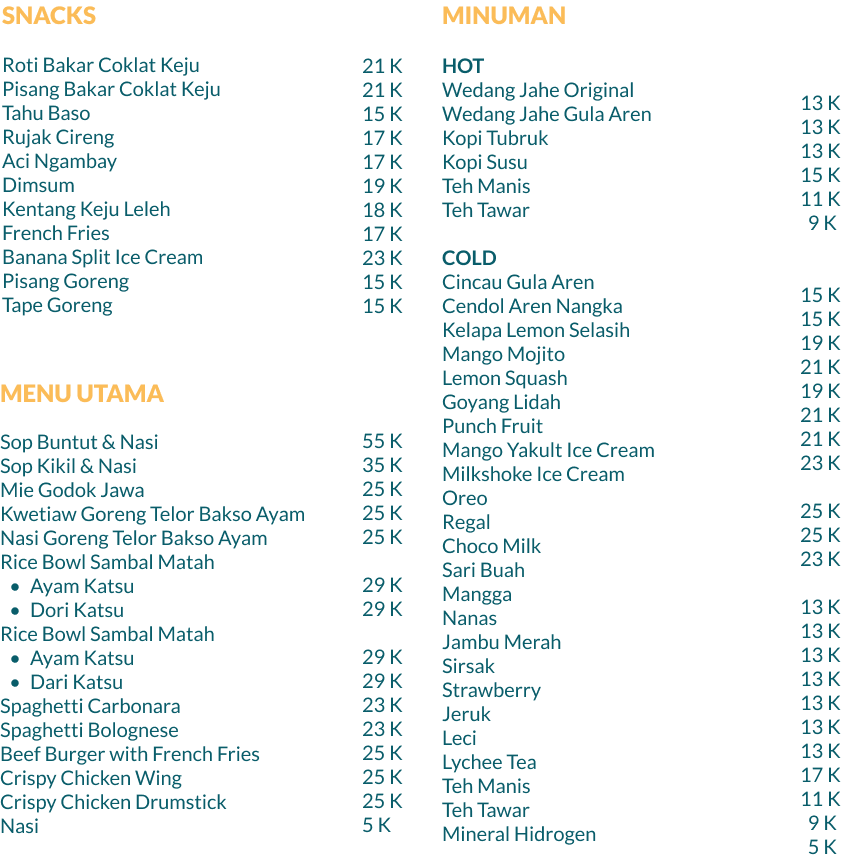 SNACKS
Roti Bakar Coklat Keju 21 K
Pisang Bakar Coklat Keju 21 K
Tahu Baso 15 K
Rujak Cireng 17 K
Aci Ngambay 17 K
Dimsum 19 K
Kentang Keju Leleh 18 K
French Fries 17 K
Banana Split Ice Cream 23 K
Pisang Goreng 15 K
Tape Goreng 15 K
MENU UTAMA
Sop Buntut & Nasi 55 K
Sop Kikil & Nasi 35 K
Mie Godok Jawa 25 K
Kwetiaw Goreng Telor Bakso Ayam 25 K
Nasi Goreng Telor Bakso Ayam 25 K
Rice Bowl Sambal Matah
• Ayam Katsu 29 K
• Dori Katsu 29 K
Rice Bowl Sambal Matah
• Ayam Katsu 29 K
• Dari Katsu 29 K
Spaghetti Carbonara 23 K
Spaghetti Bolognese 23 K
Beef Burger with French Fries 25 K
Crispy Chicken Wing 25 K
Crispy Chicken Drumstick 25 K
Nasi 5 K
MINUMAN
HOT
Wedang Jahe Original 13 K
Wedang Jahe Gula Aren 13 K
Kopi Tubruk 13 K
Kopi Susu 15 K
Teh Manis 11 K
Teh Tawar 9 K
COLD
Cincau Gula Aren 15 K
Cendol Aren Nangka 15 K
Kelapa Lemon Selasih 19 K
Mango Mojito 21 K
Lemon Squash 19 K
Goyang Lidah 21 K
Punch Fruit 21 K
Mango Yakult Ice Cream 23 K
Milkshoke Ice Cream
Oreo 25 K
Regal 25 K
Choco Milk 23 K
Sari Buah
Mangga 13 K
Nanas 13 K
Jambu Merah 13 K
Sirsak 13 K
Strawberry 13 K
Jeruk 13 K
Leci 13 K
Lychee Tea 17 K
Teh Manis 11 K
Teh Tawar 9 K
Mineral Hidrogen 5 K